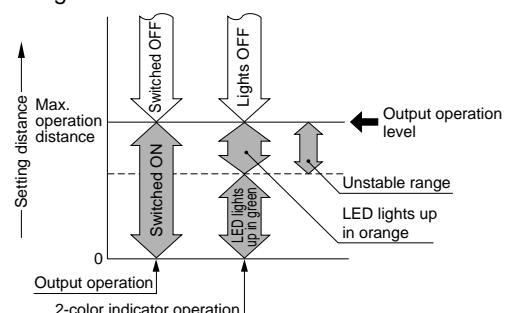 Setting distance
Max.
operation
distance
0
Switched OFF
Switched ON
Lights OFF
LED lights
up in green
Output operation
level
Unstable range
LED lights up
in orange
Output operation
2-color indicator operation